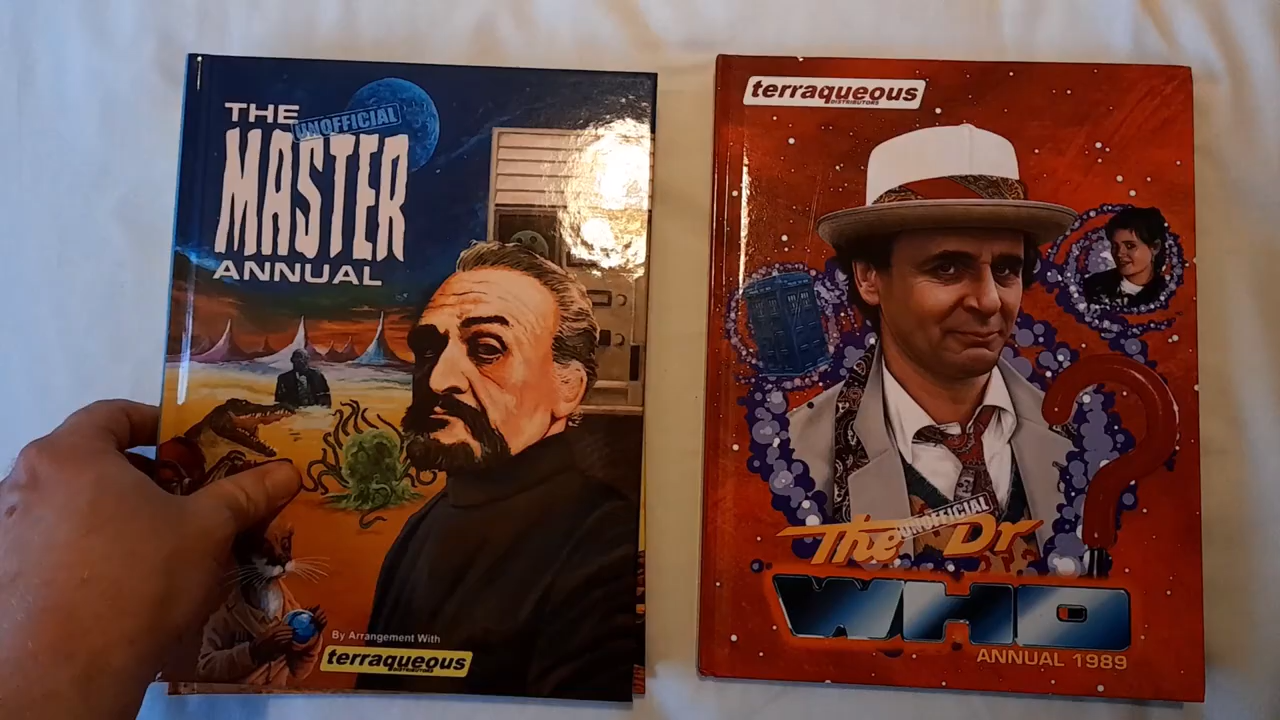 THE
UNOFFICIAL
MASTER
ANNUAL
By Arrangement With
terraqueous
DISTRIBUTORS
terraqueous
DISTRIBUTORS
The UNOFFICIAL Dr
WHO
ANNUAL 1989